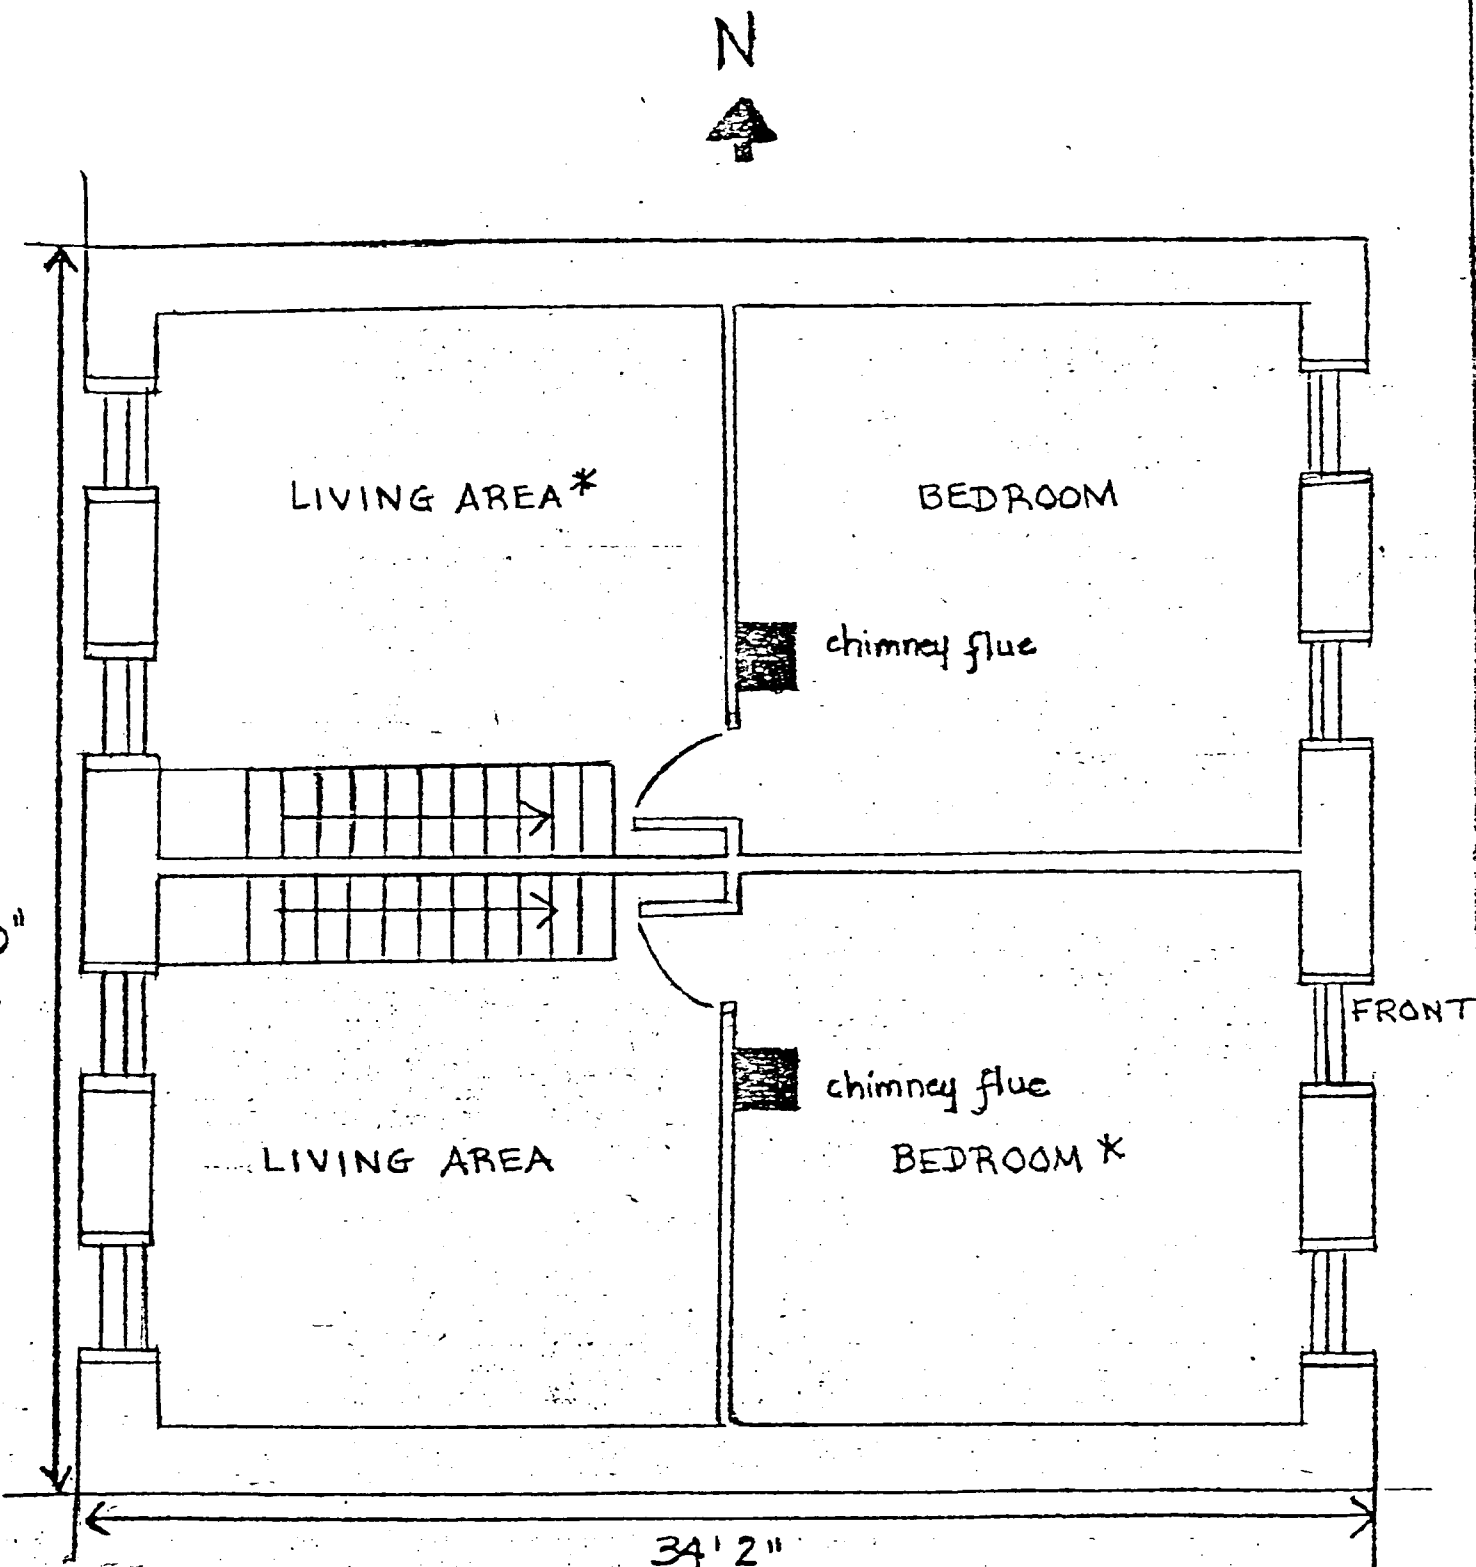 N
LIVING AREA*
BEDROOM
chimney flue
FRONT
chimney flue
LIVING AREA
BEDROOM *
34'2"